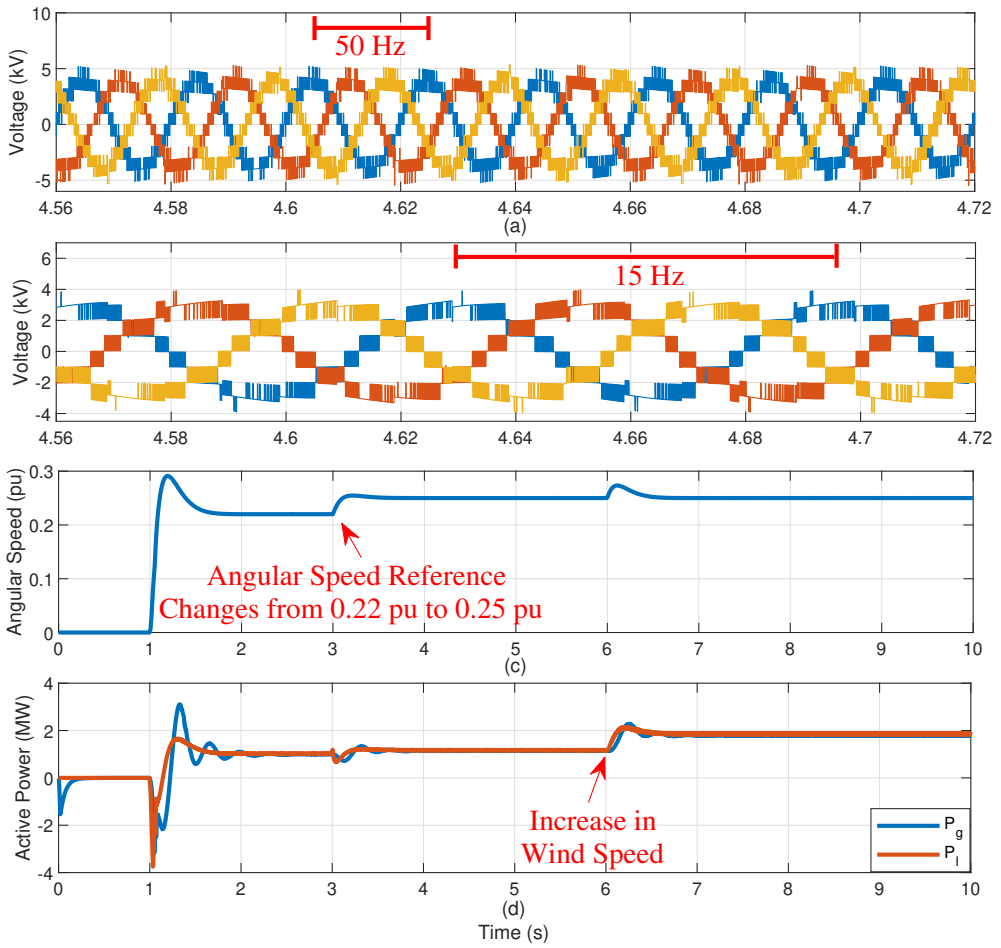 10
50 Hz
5
0
-5
Voltage (kV)
4.56 4.58 4.6 4.62 4.64 4.66 4.68 4.7 4.72
(a)
6
15 Hz
4
2
0
-2
-4
Voltage (kV)
4.56 4.58 4.6 4.62 4.64 4.66 4.68 4.7 4.72
0.3
0.2
0.1
0
Angular Speed (pu)
Angular Speed Reference
Changes from 0.22 pu to 0.25 pu
0 1 2 3 4 5 6 7 8 9 10
(c)
4
2
0
-2
-4
Active Power (MW)
Increase in
Wind Speed
P_g
P_l
0 1 2 3 4 5 6 7 8 9 10
(d)
Time (s)